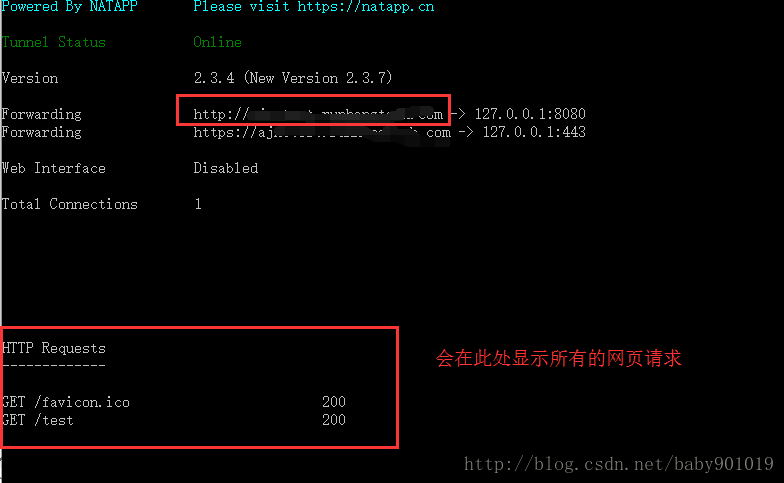 Powered By NATAPP Please visit https://natapp.cn
Tunnel Status Online
Version 2.3.4 (New Version 2.3.7)
Forwarding http:// .com -> 127.0.0.1:8080
Forwarding https:// .com -> 127.0.0.1:443
Web Interface Disabled
Total Connections 1
HTTP Requests
-------------
会在此处显示所有的网页请求
GET /favicon.ico 200
GET /test 200
http://blog.csdn.net/baby901019